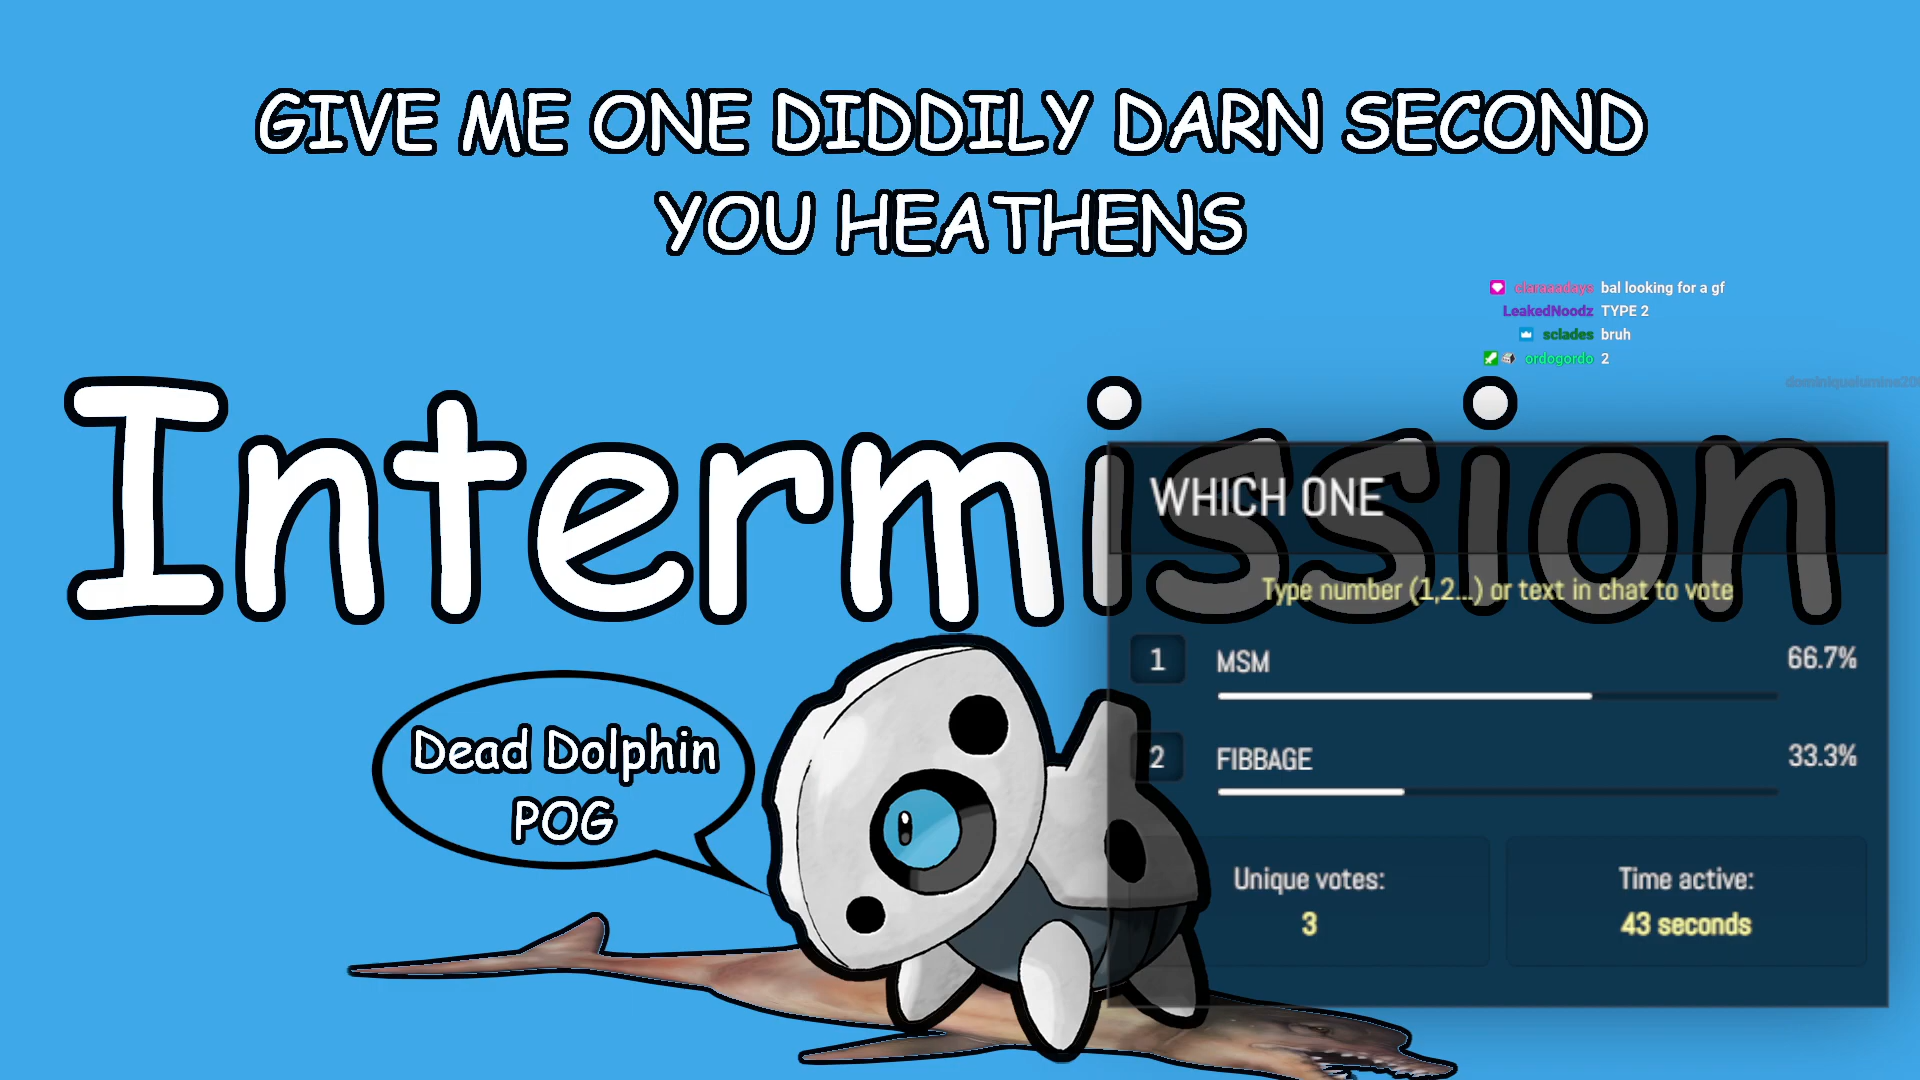 GIVE ME ONE DIDDILY DARN SECOND
YOU HEATHENS
claraaadays bal looking for a gf
LeakedNoodz TYPE 2
sclades bruh
ordogordo 2
Intermission
WHICH ONE
Type number (1,2...) or text in chat to vote
1 MSM 66.7%
2 FIBBAGE 33.3%
Dead Dolphin
POG
Unique votes:
3
Time active:
43 seconds